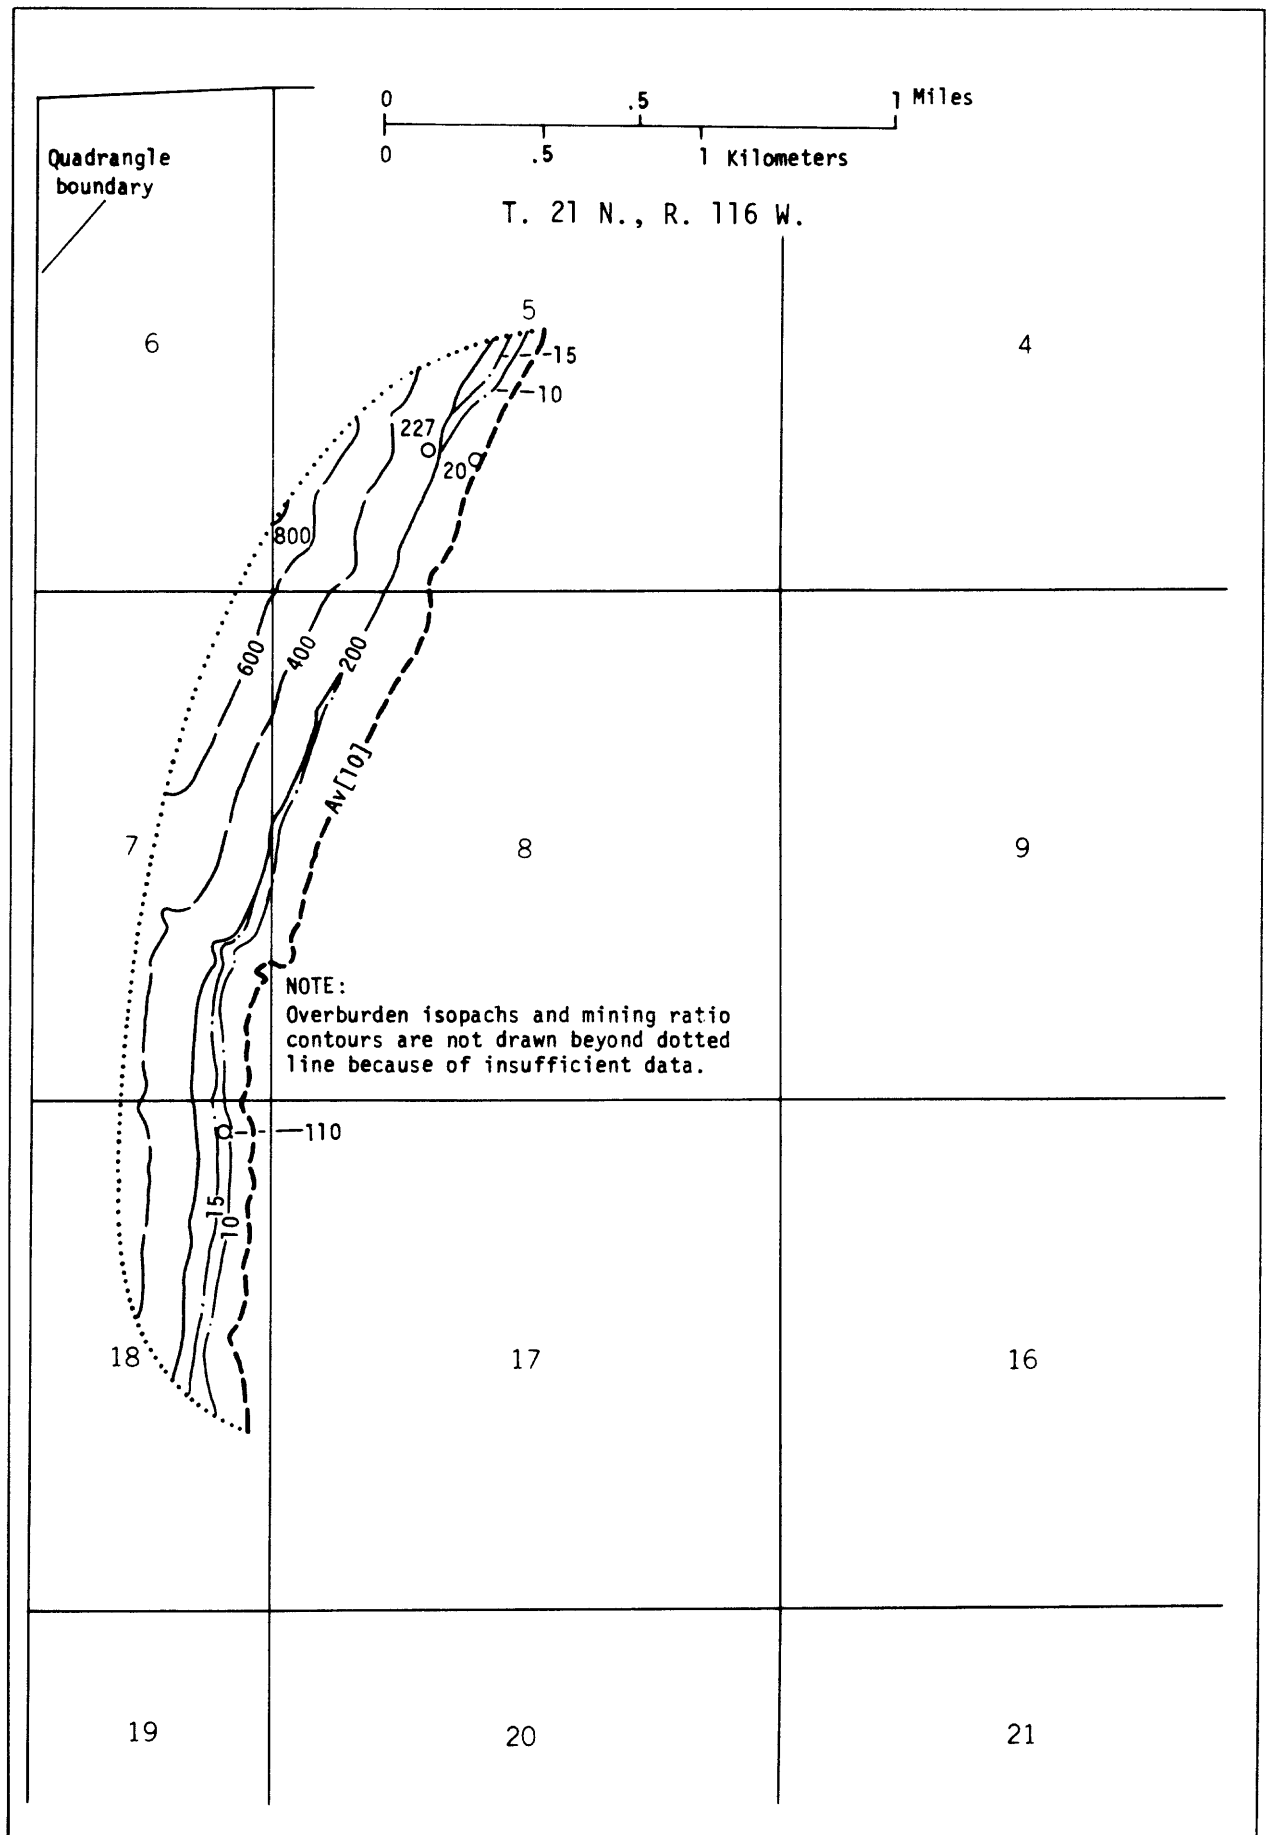 0 .5 1 Miles
0 .5 1 Kilometers
Quadrangle
boundary
T. 21 N., R. 116 W.
6
5
4
15
10
227
20
800
600
400
200
Av[10]
7
8
9
NOTE:
Overburden isopachs and mining ratio
contours are not drawn beyond dotted
line because of insufficient data.
110
15
10
18
17
16
19
20
21